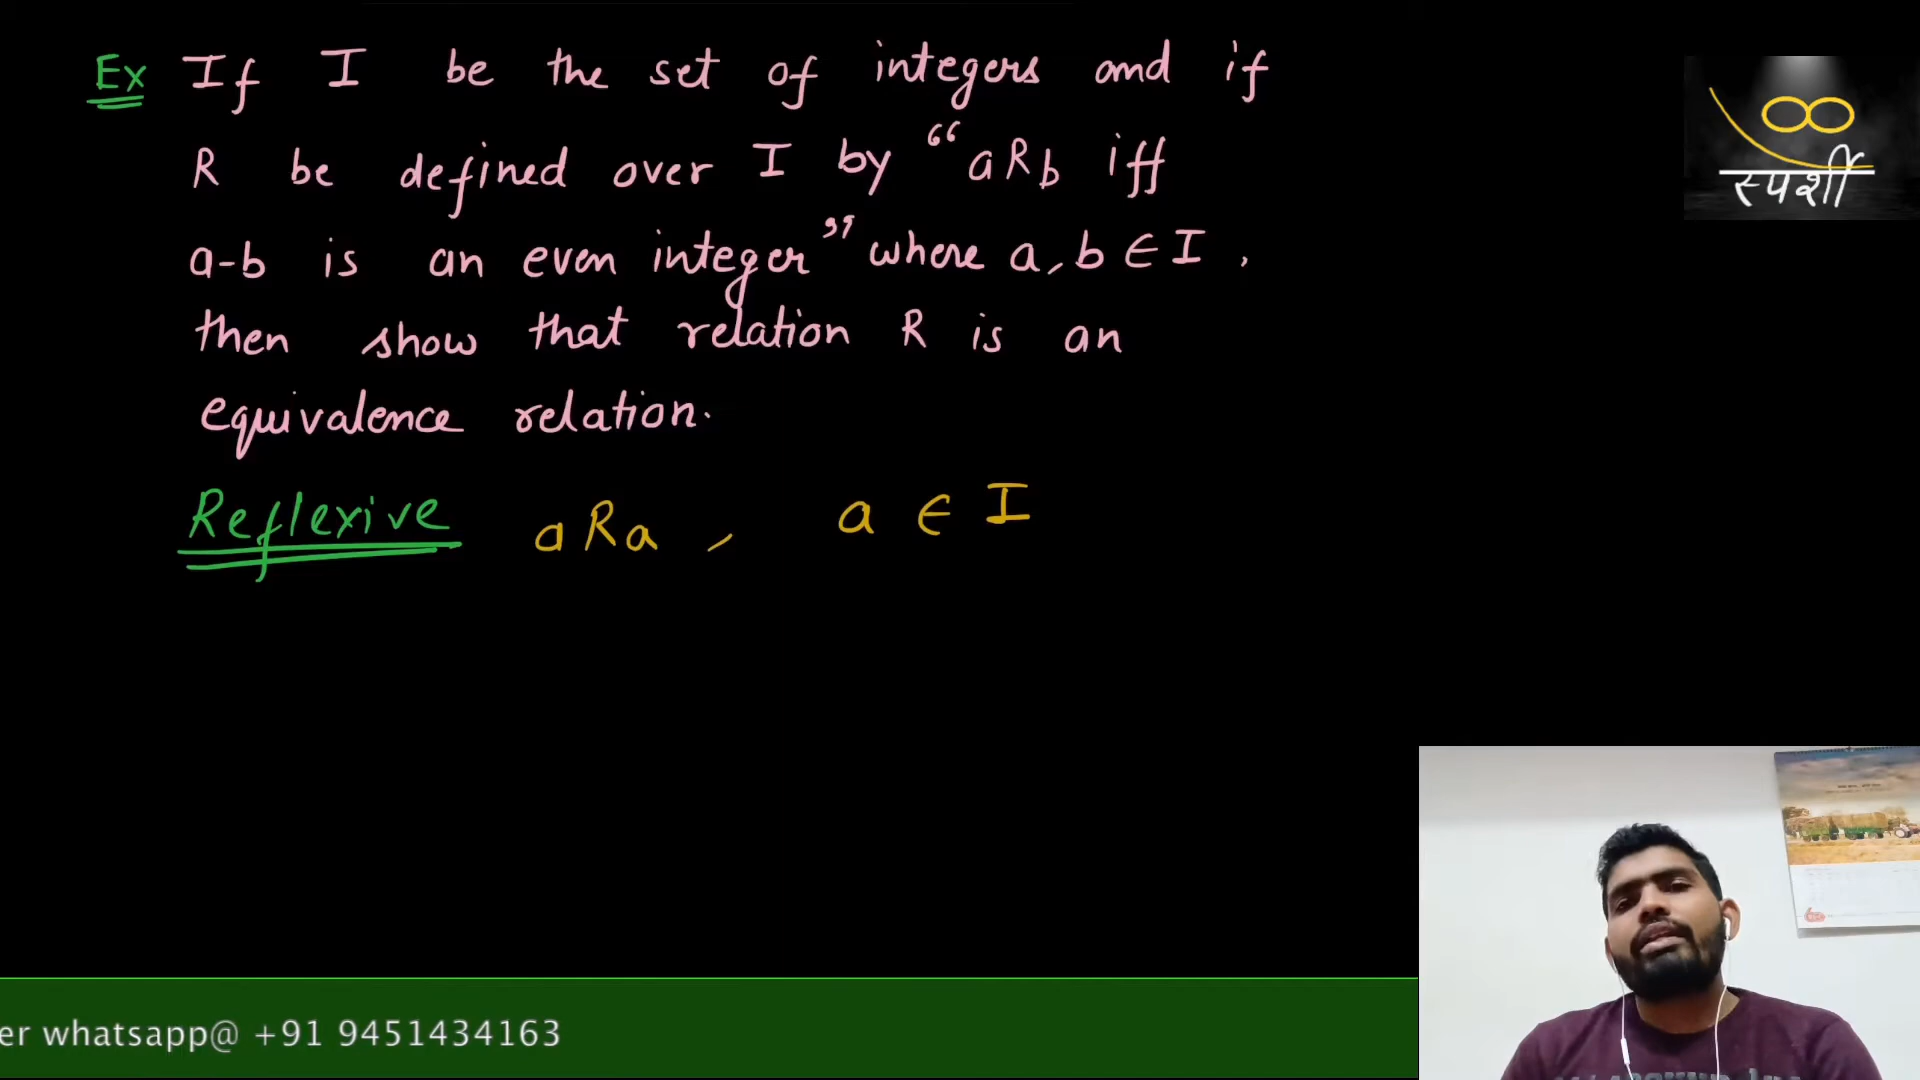 Ex If I be the set of integers and if
R be defined over I by "aRb iff
a-b is an even integer" where a, b ∈ I,
then show that relation R is an
equivalence relation.
Reflexive aRa, a ∈ I
स्पर्शी
er whatsapp@ +91 9451434163